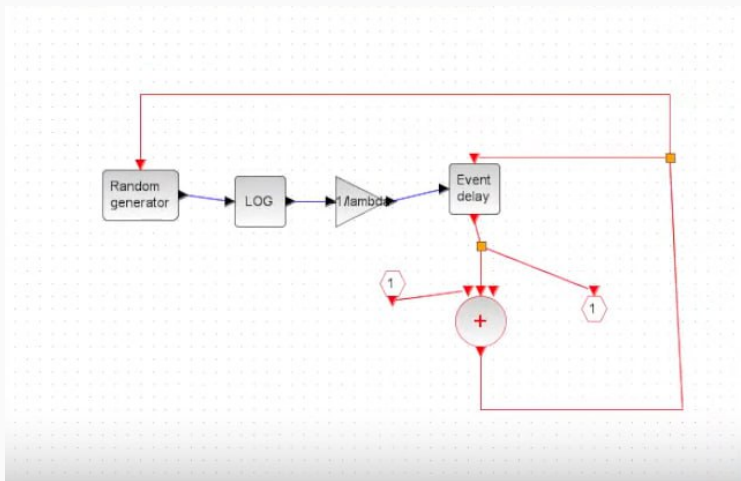 Random
generator
LOG
1/lambda
Event
delay
1
1
+